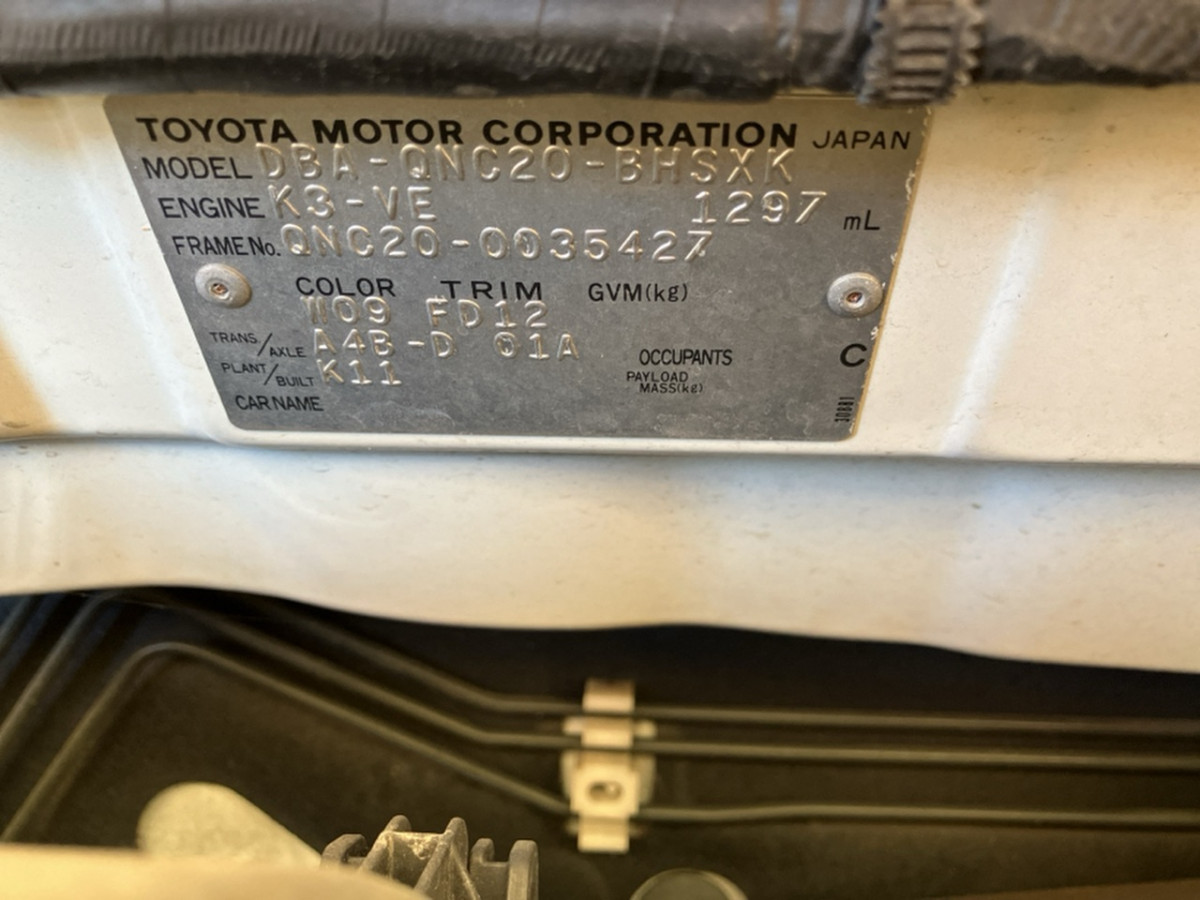 TOYOTA MOTOR CORPORATION JAPAN
MODEL DBA-QNC20-BHSXK
ENGINE K3-VE 1297 mL
FRAME No. QNC20-0035427
COLOR TRIM GVM(kg)
W09 FD12
TRANS/AXLE A4B-D 01A OCCUPANTS C
PLANT/BUILT K11 PAYLOAD MASS(kg)
CAR NAME
10881